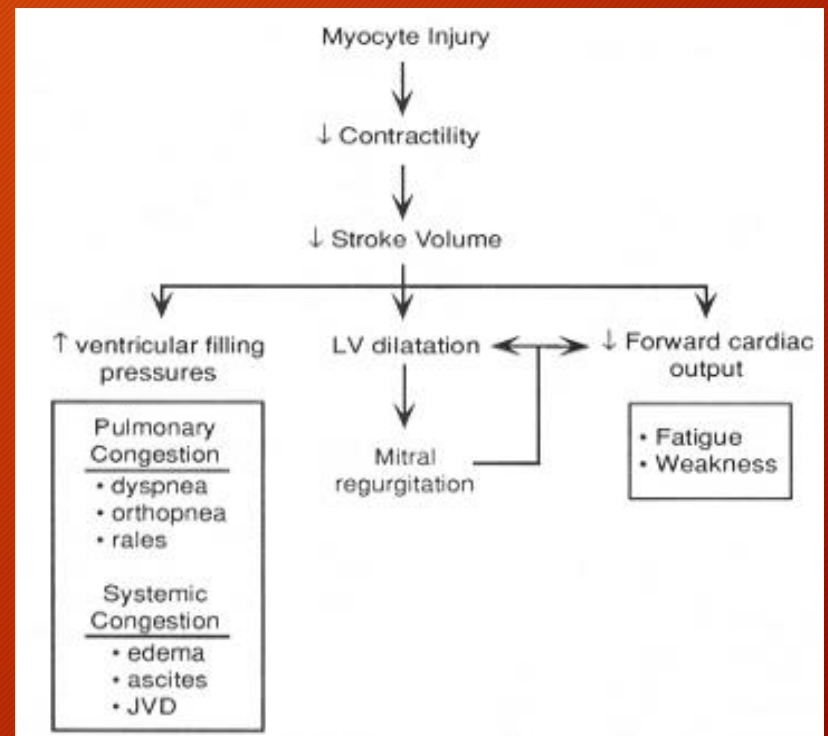 Myocyte Injury
↓ Contractility
↓ Stroke Volume
↑ ventricular filling
pressures
Pulmonary
Congestion
• dyspnea
• orthopnea
• rales
Systemic
Congestion
• edema
• ascites
• JVD
LV dilatation
Mitral
regurgitation
↓ Forward cardiac
output
• Fatigue
• Weakness